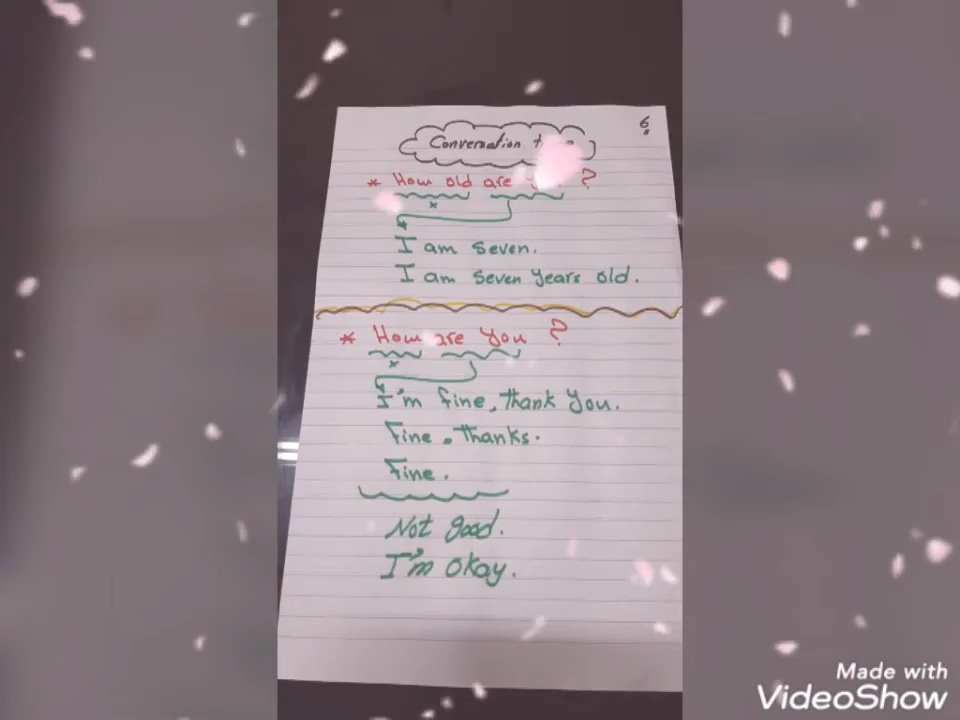 6
Conversation
* How old are ?
x
I am seven.
I am seven years old.
* How are you ?
x
I'm fine, thank you.
Fine. Thanks.
Fine.
Not good.
I'm okay.
Made with
VideoShow